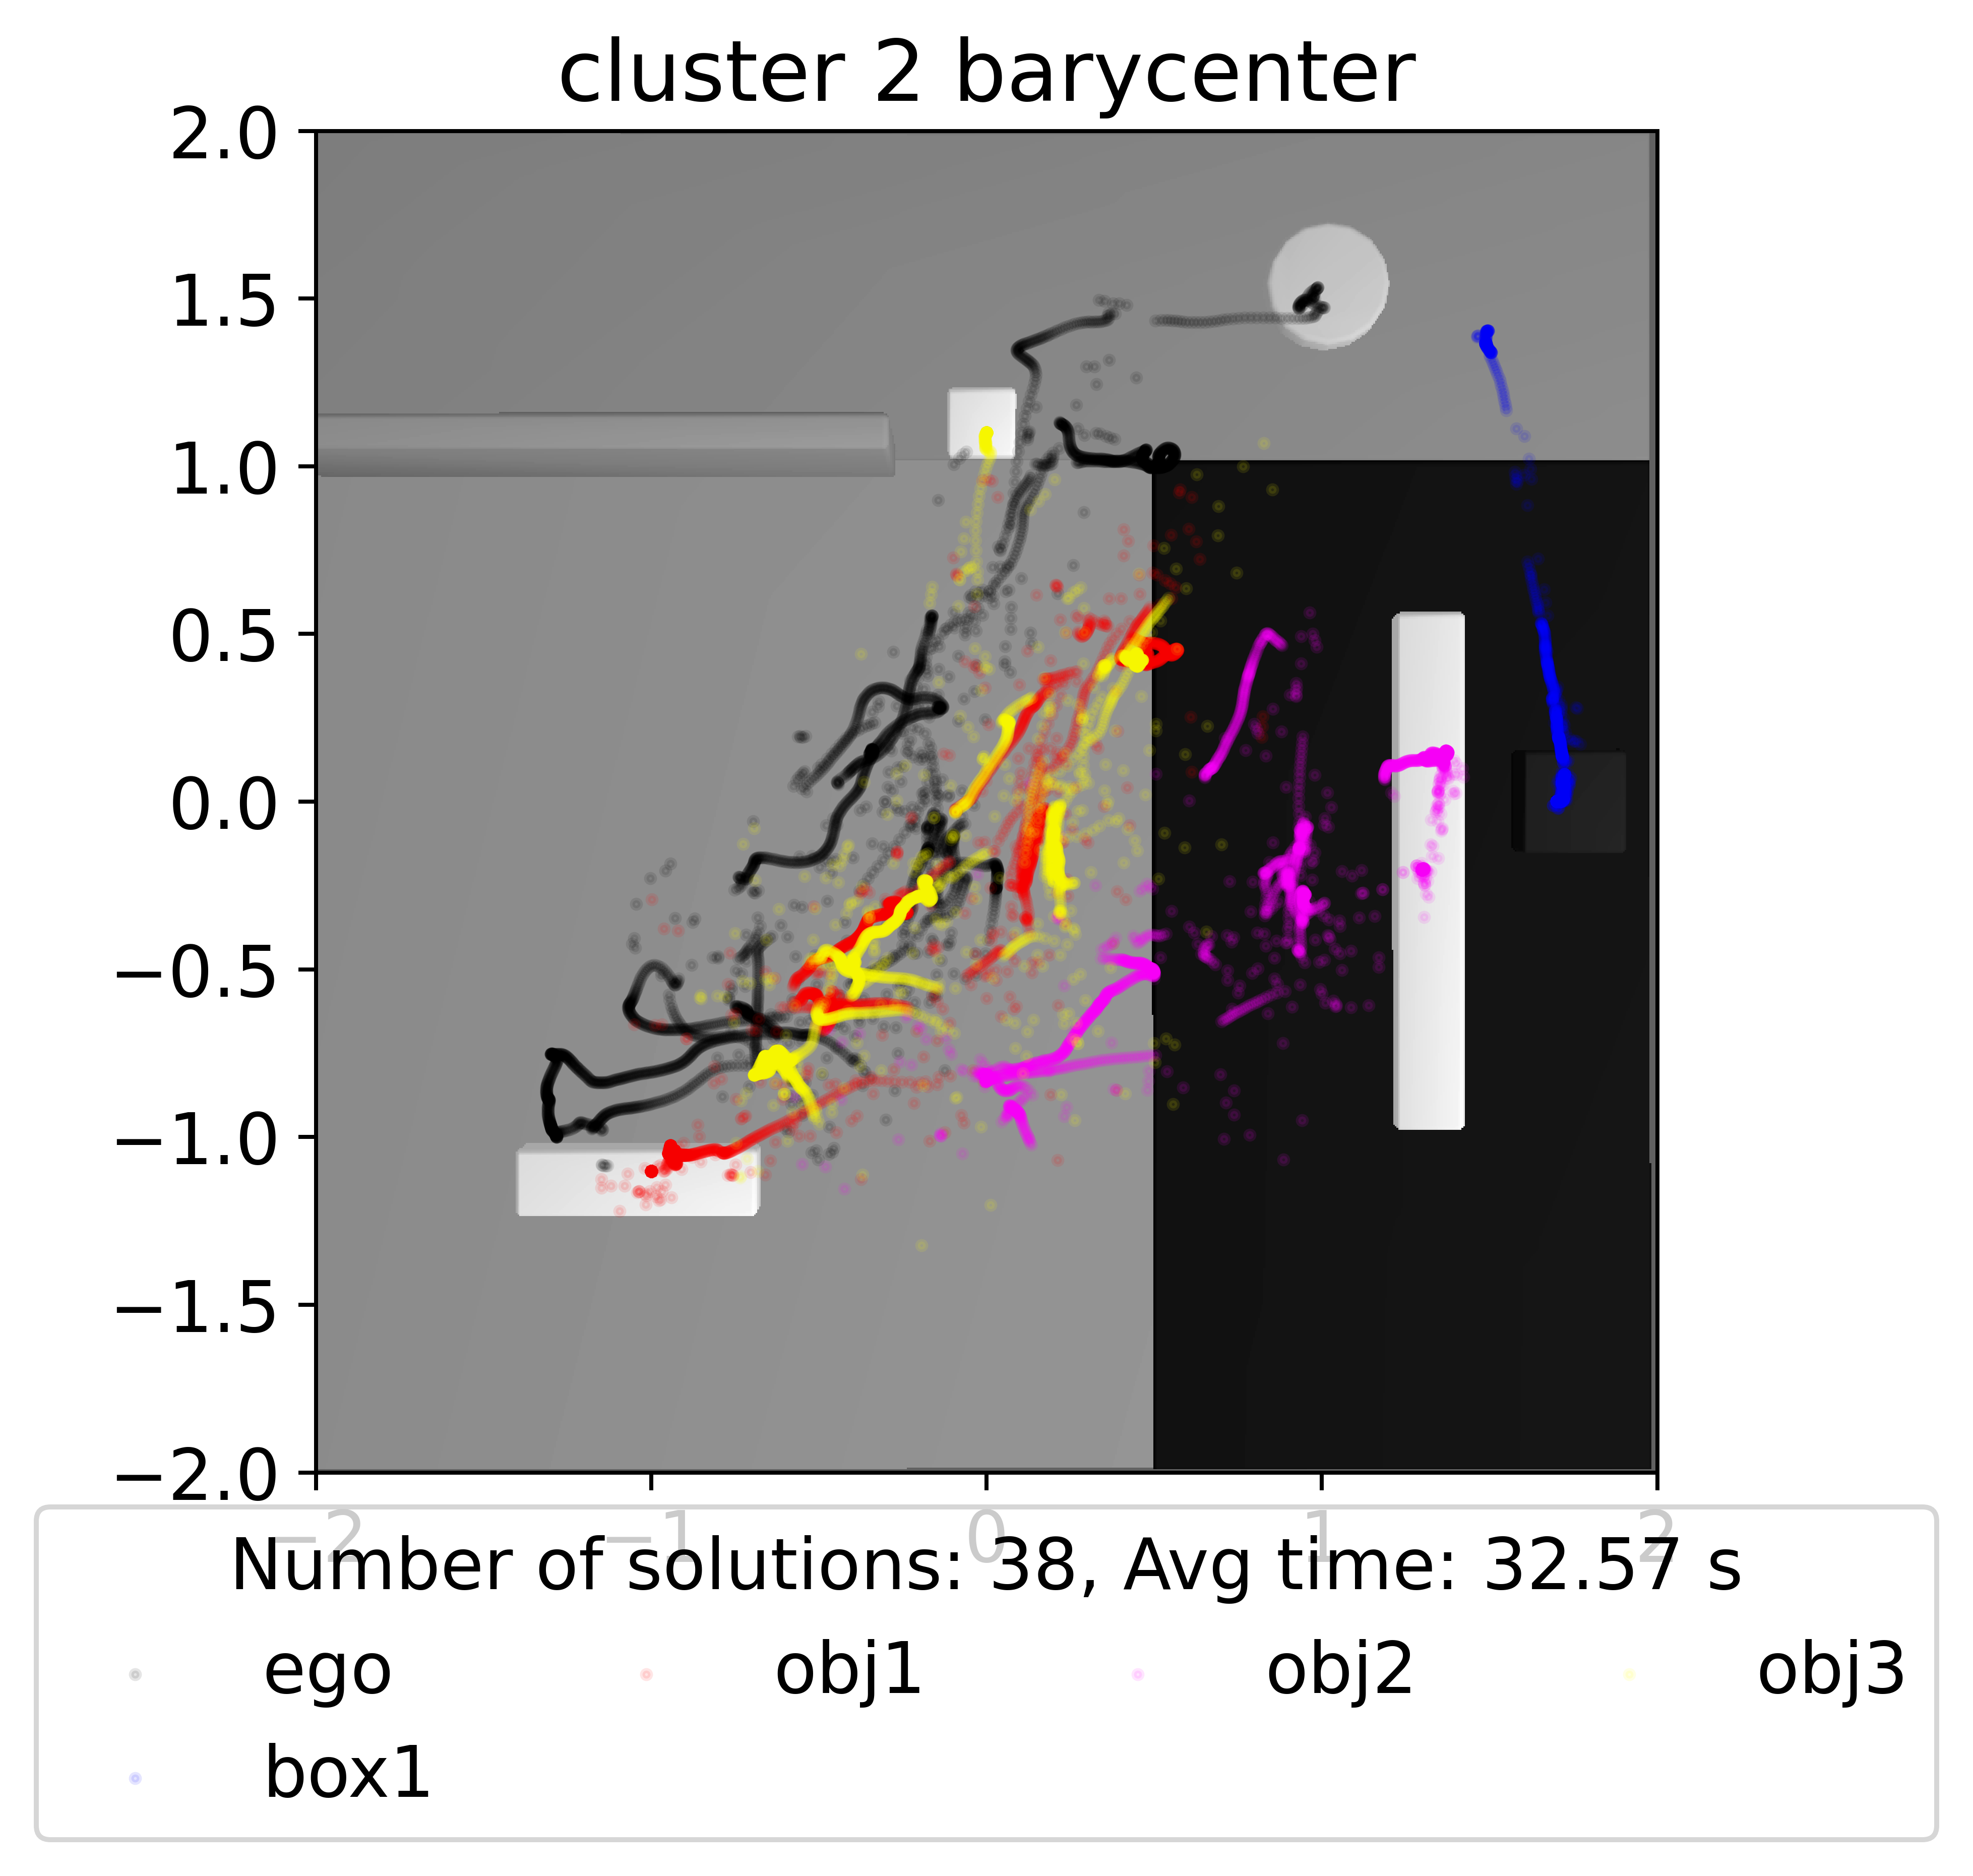 cluster 2 barycenter
2.0
1.5
1.0
0.5
0.0
−0.5
−1.0
−1.5
−2.0
−2 −1 0 1 2
Number of solutions: 38, Avg time: 32.57 s
ego obj1 obj2 obj3
box1